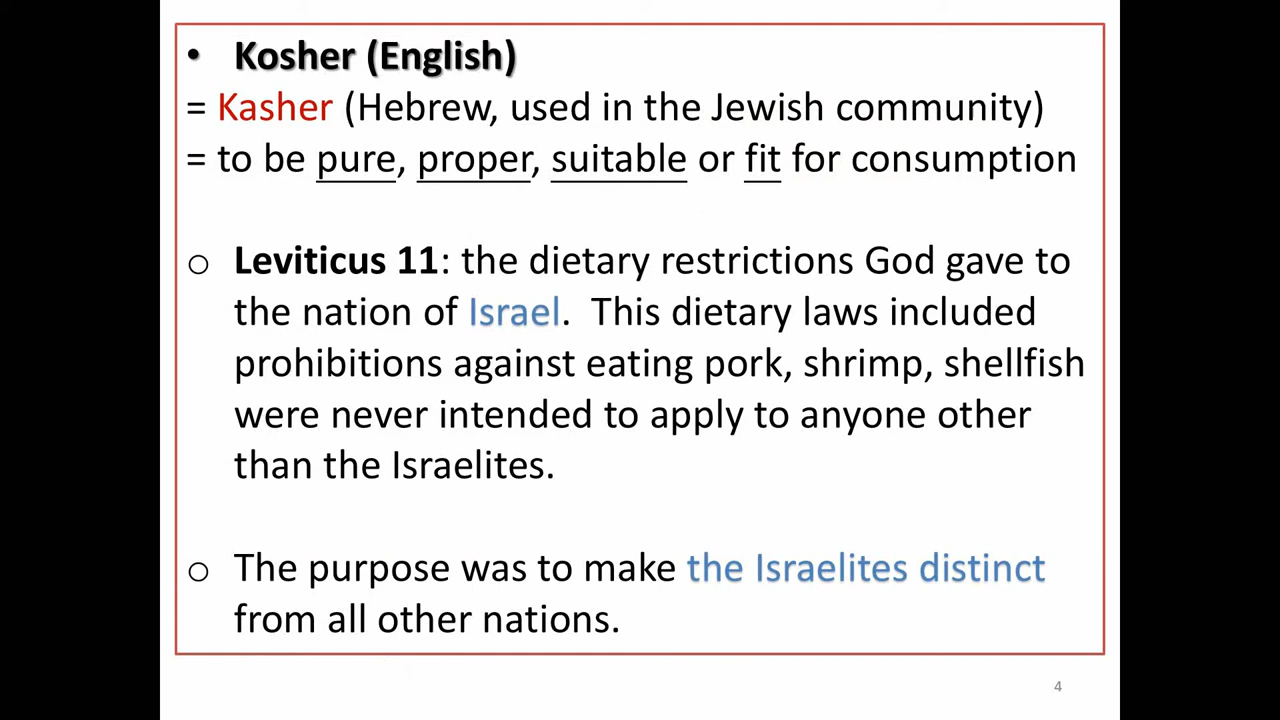 • Kosher (English)
= Kasher (Hebrew, used in the Jewish community)
= to be pure, proper, suitable or fit for consumption
o Leviticus 11: the dietary restrictions God gave to
the nation of Israel. This dietary laws included
prohibitions against eating pork, shrimp, shellfish
were never intended to apply to anyone other
than the Israelites.
o The purpose was to make the Israelites distinct
from all other nations.
4